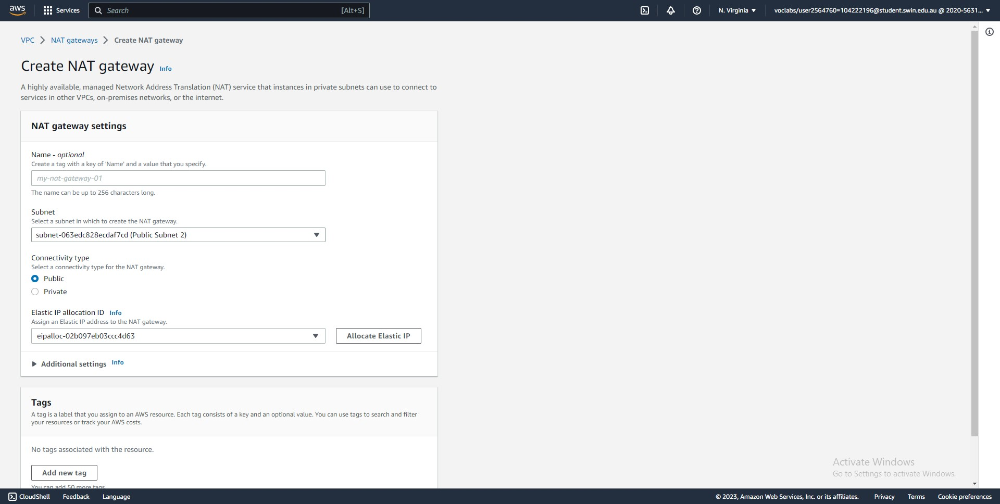 aws
Services
Search
[Alt+S]
N. Virginia
voclabs/user2564760=104222196@student.swin.edu.au @ 2020-5631...
VPC
NAT gateways
Create NAT gateway
Create NAT gateway Info
A highly available, managed Network Address Translation (NAT) service that instances in private subnets can use to connect to
services in other VPCs, on-premises networks, or the internet.
NAT gateway settings
Name - optional
Create a tag with a key of 'Name' and a value that you specify.
my-nat-gateway-01
The name can be up to 256 characters long.
Subnet
Select a subnet in which to create the NAT gateway.
subnet-063edc828ecdaf7cd (Public Subnet 2)
Connectivity type
Select a connectivity type for the NAT gateway.
Public
Private
Elastic IP allocation ID Info
Assign an Elastic IP address to the NAT gateway.
eipalloc-02b097eb03ccc4d63
Allocate Elastic IP
Additional settings Info
Tags
A tag is a label that you assign to an AWS resource. Each tag consists of a key and an optional value. You can use tags to search and filter
your resources or track your AWS costs.
No tags associated with the resource.
Add new tag
You can add 50 more tags
Activate Windows
Go to Settings to activate Windows.
CloudShell
Feedback
Language
© 2023, Amazon Web Services, Inc. or its affiliates.
Privacy
Terms
Cookie preferences